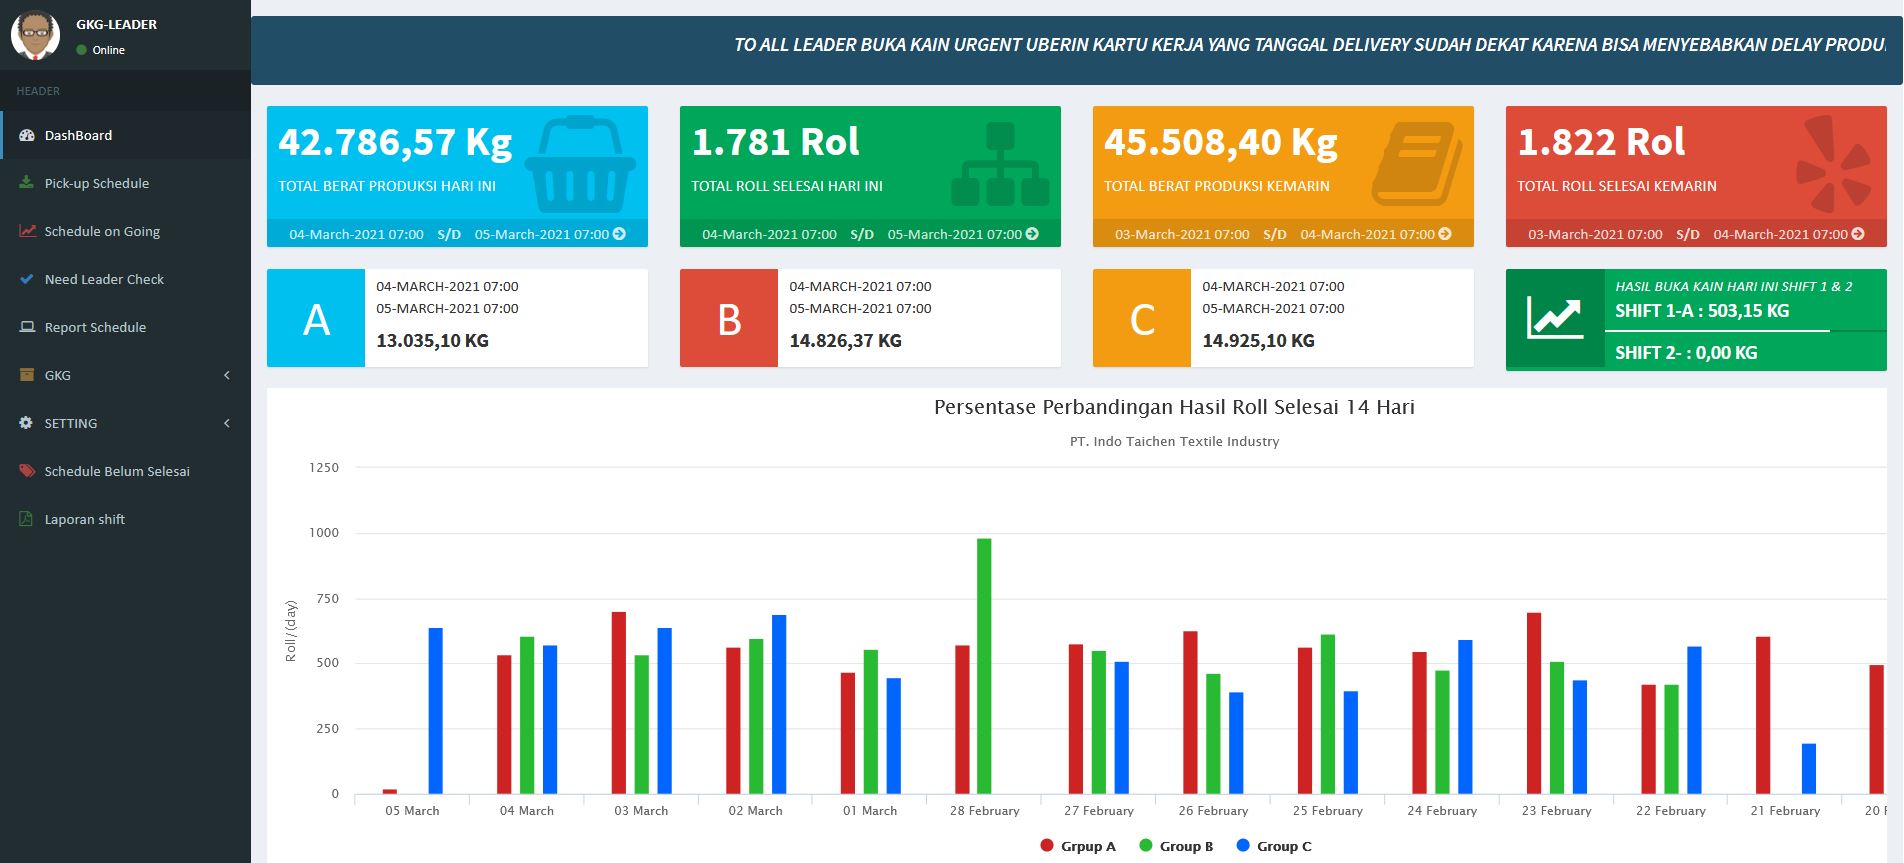 GKG-LEADER
Online
HEADER
DashBoard
Pick-up Schedule
Schedule on Going
Need Leader Check
Report Schedule
GKG
SETTING
Schedule Belum Selesai
Laporan shift
TO ALL LEADER BUKA KAIN URGENT UBERIN KARTU KERJA YANG TANGGAL DELIVERY SUDAH DEKAT KARENA BISA MENYEBABKAN DELAY PRODU
42.786,57 Kg
TOTAL BERAT PRODUKSI HARI INI
04-March-2021 07:00 S/D 05-March-2021 07:00
1.781 Rol
TOTAL ROLL SELESAI HARI INI
04-March-2021 07:00 S/D 05-March-2021 07:00
45.508,40 Kg
TOTAL BERAT PRODUKSI KEMARIN
03-March-2021 07:00 S/D 04-March-2021 07:00
1.822 Rol
TOTAL ROLL SELESAI KEMARIN
03-March-2021 07:00 S/D 04-March-2021 07:00
A
04-MARCH-2021 07:00
05-MARCH-2021 07:00
13.035,10 KG
B
04-MARCH-2021 07:00
05-MARCH-2021 07:00
14.826,37 KG
C
04-MARCH-2021 07:00
05-MARCH-2021 07:00
14.925,10 KG
HASIL BUKA KAIN HARI INI SHIFT 1 & 2
SHIFT 1-A : 503,15 KG
SHIFT 2- : 0,00 KG
Persentase Perbandingan Hasil Roll Selesai 14 Hari
PT. Indo Taichen Textile Industry
Roll/(day)
1250
1000
750
500
250
0
05 March 04 March 03 March 02 March 01 March 28 February 27 February 26 February 25 February 24 February 23 February 22 February 21 February 20 F
Grpup A Group B Group C